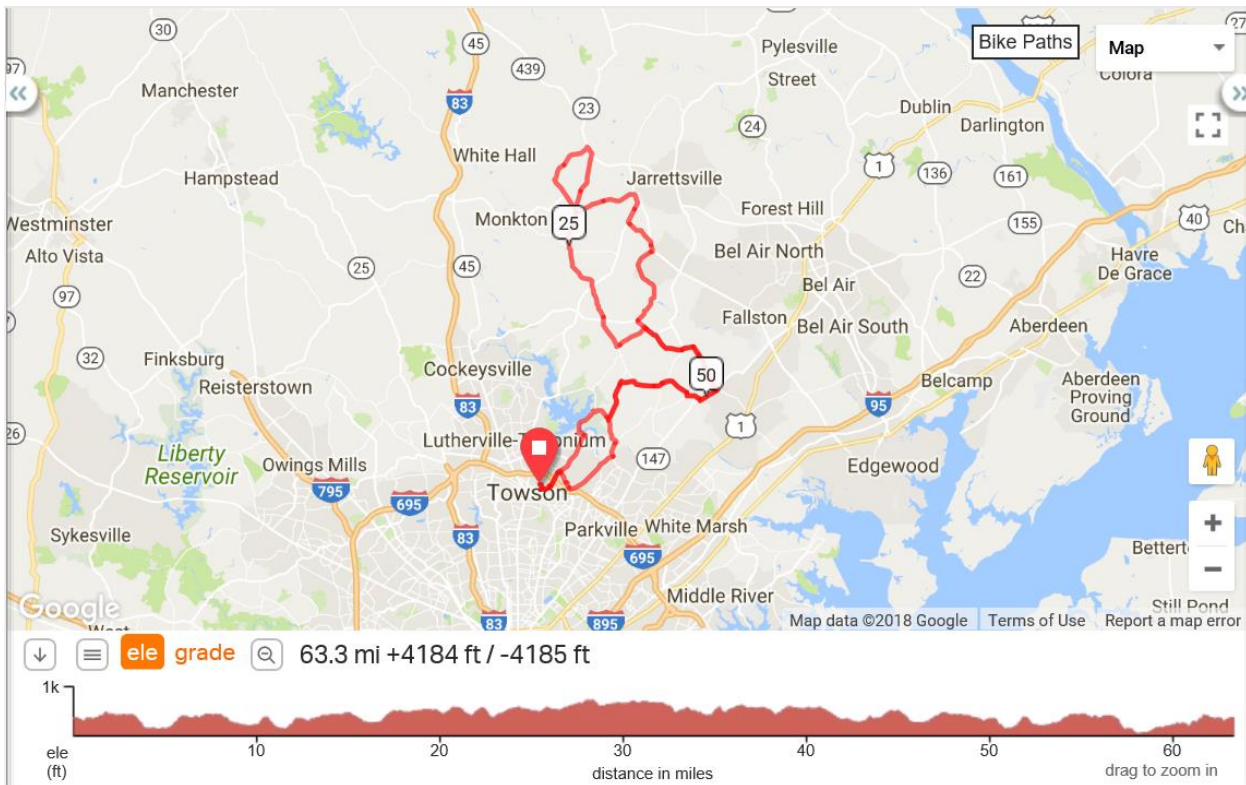 30
45
Pylesville
Street
Bike Paths
Map
27
97
439
Colora
Manchester
83
23
Dublin
Darlington
24
White Hall
1
136
161
Hampstead
Jarrettsville
Westminster
Monkton
25
Forest Hill
155
40
Alto Vista
Bel Air North
Havre
De Grace
25
45
22
97
Bel Air
Fallston
Bel Air South
Aberdeen
32
Finksburg
Cockeysville
50
Reisterstown
Belcamp
Aberdeen
Proving
Ground
83
95
26
Lutherville-T
onium
1
Liberty
Reservoir
Owings Mills
147
Edgewood
795
Towson
695
Sykesville
83
Parkville
White Marsh
695
+
Bettert
−
Middle River
Google
Still Pond
West
83
895
Map data ©2018 Google
Terms of Use
Report a map error
ele grade 63.3 mi +4184 ft / -4185 ft
1k
10 20 30 40 50 60
ele
(ft)
distance in miles
drag to zoom in